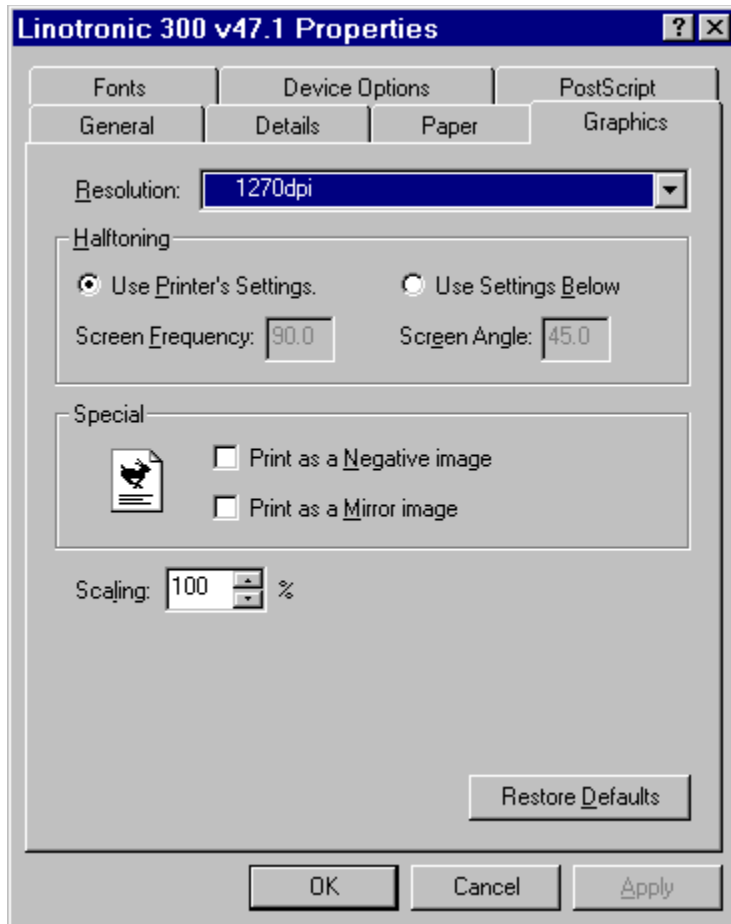 Linotronic 300 v47.1 Properties
Fonts Device Options PostScript
General Details Paper Graphics
Resolution: 1270dpi
Halftoning
Use Printer's Settings. Use Settings Below
Screen Frequency: 90.0 Screen Angle: 45.0
Special
Print as a Negative image
Print as a Mirror image
Scaling: 100 %
Restore Defaults
OK Cancel Apply